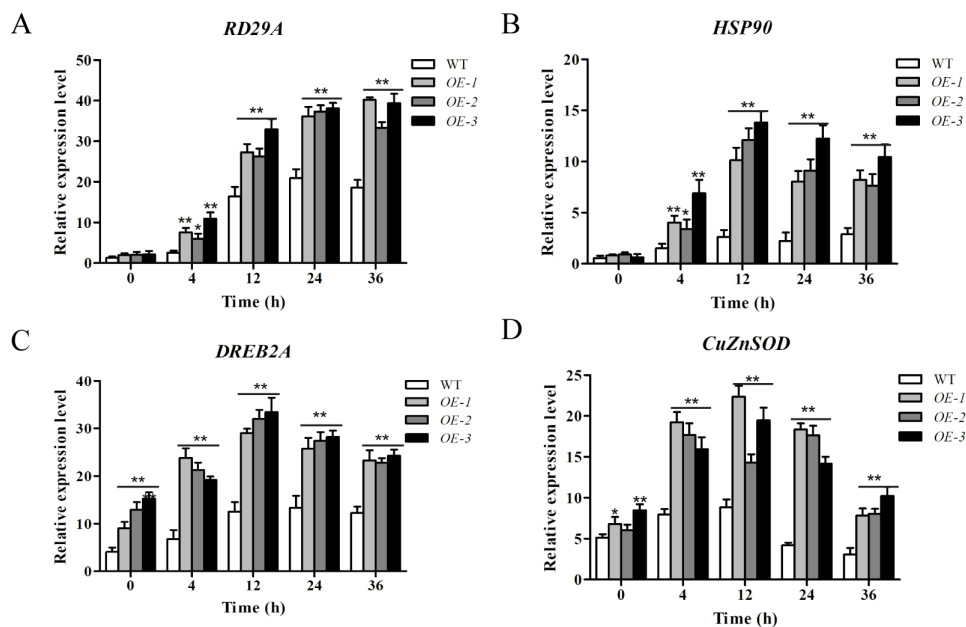 A
RD29A
Relative expression level
50
40
30
20
10
0
** * **
**
**
**
0 4 12 24 36
Time (h)
WT
OE-1
OE-2
OE-3
B
HSP90
Relative expression level
20
15
10
5
0
** * **
**
**
**
0 4 12 24 36
Time (h)
WT
OE-1
OE-2
OE-3
C
DREB2A
Relative expression level
40
30
20
10
0
**
**
**
**
**
0 4 12 24 36
Time (h)
WT
OE-1
OE-2
OE-3
D
CuZnSOD
Relative expression level
25
20
15
10
5
0
* **
**
**
**
**
0 4 12 24 36
Time (h)
WT
OE-1
OE-2
OE-3